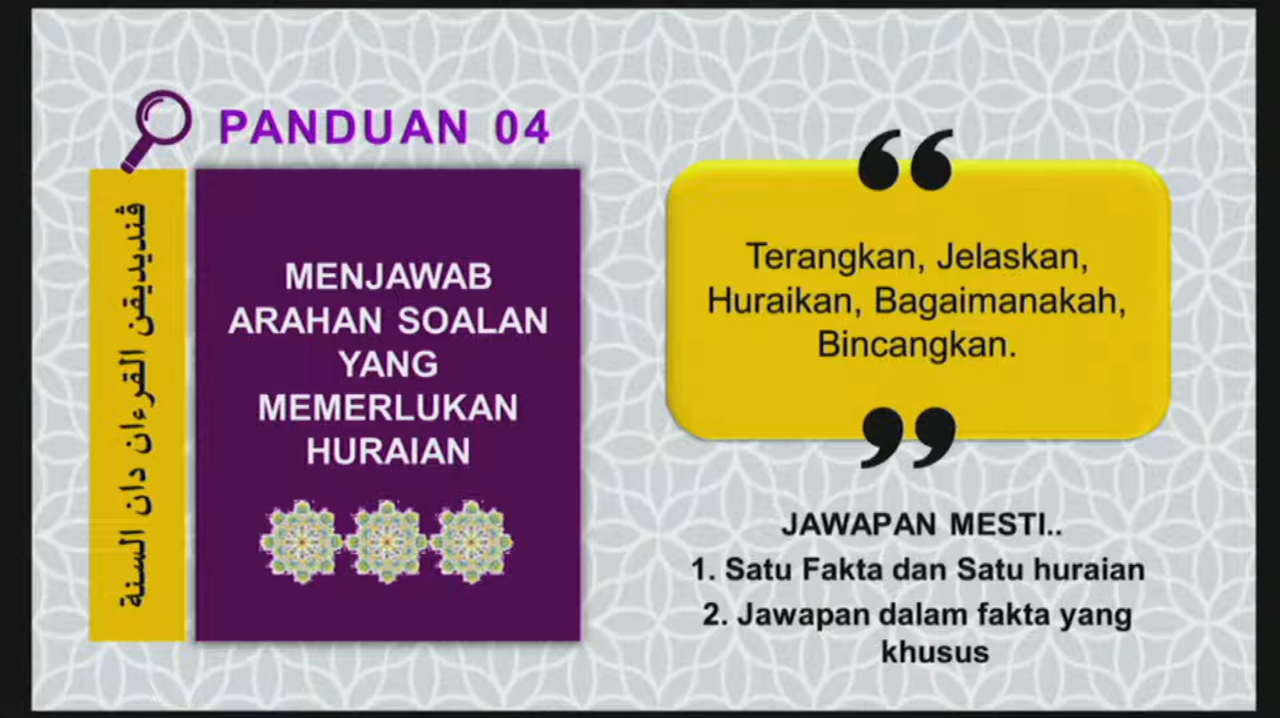 PANDUAN 04
ڤنديديقن القرءان دان السنة
MENJAWAB
ARAHAN SOALAN
YANG
MEMERLUKAN
HURAIAN
Terangkan, Jelaskan,
Huraikan, Bagaimanakah,
Bincangkan.
JAWAPAN MESTI..
1. Satu Fakta dan Satu huraian
2. Jawapan dalam fakta yang
khusus